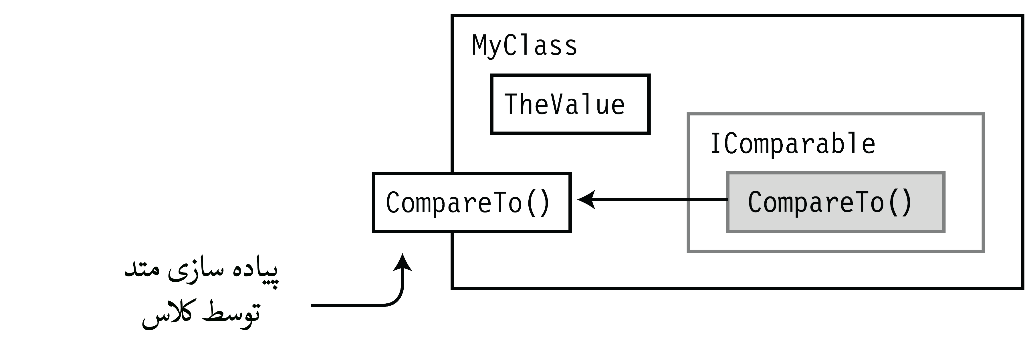 MyClass
TheValue
IComparable
CompareTo()
CompareTo()
پیاده سازی متد
توسط کلاس